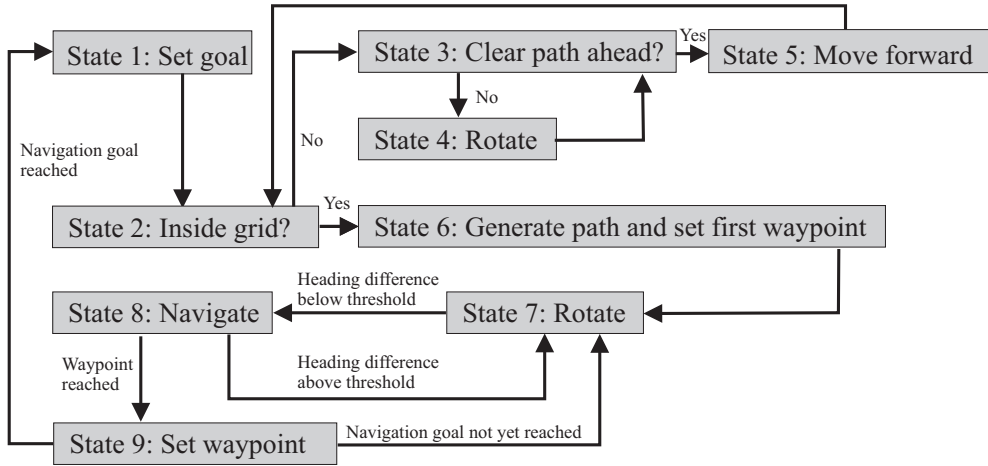 Yes
State 1: Set goal
State 3: Clear path ahead?
State 5: Move forward
No
State 4: Rotate
No
Navigation goal
reached
Yes
State 2: Inside grid?
State 6: Generate path and set first waypoint
Heading difference
below threshold
State 8: Navigate
State 7: Rotate
Waypoint
reached
Heading difference
above threshold
State 9: Set waypoint
Navigation goal not yet reached